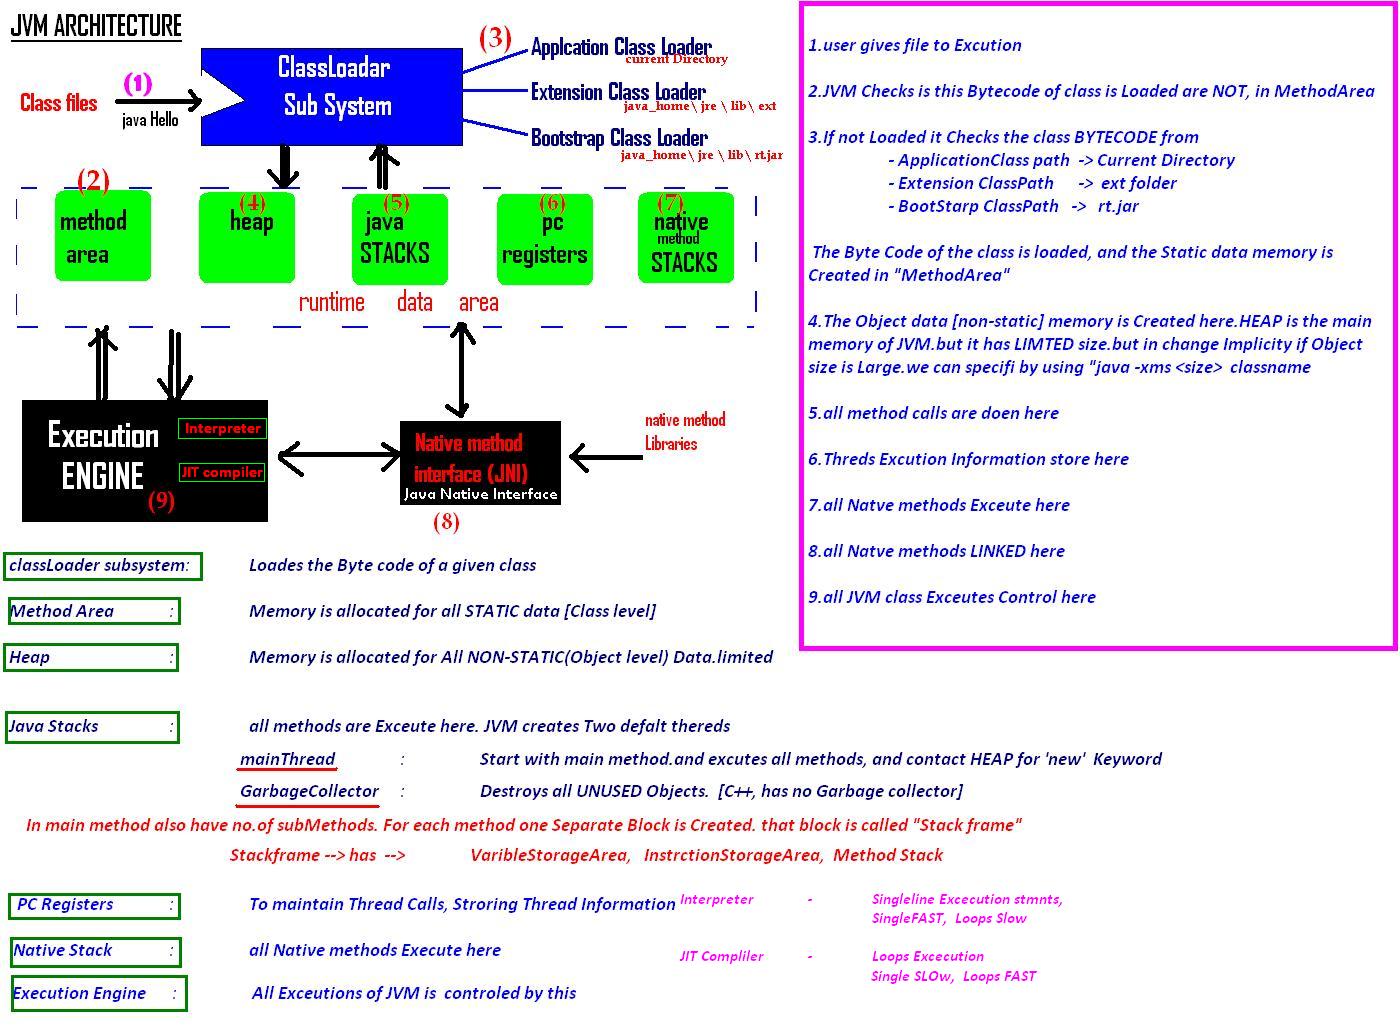 JVM ARCHITECTURE
(3)
Applcation Class Loader
current Directory
(1)
ClassLoadar
Sub System
Class files
java Hello
Extension Class Loader
java_home \ jre \ lib \ ext
Bootstrap Class Loader
java_home \ jre \ lib \ rt.jar
(2)
method
area
(4)
heap
(5)
java
STACKS
(6)
pc
registers
(7)
native
method
STACKS
runtime data area
Execution
ENGINE
Interpreter
JIT compiler
(9)
Native method
interface (JNI)
Java Native Interface
(8)
native method
Libraries
1.user gives file to Excution
2.JVM Checks is this Bytecode of class is Loaded are NOT, in MethodArea
3.If not Loaded it Checks the class BYTECODE from
- ApplicationClass path -> Current Directory
- Extension ClassPath -> ext folder
- BootStarp ClassPath -> rt.jar
The Byte Code of the class is loaded, and the Static data memory is
Created in "MethodArea"
4.The Object data [non-static] memory is Created here.HEAP is the main
memory of JVM.but it has LIMTED size.but in change Implicity if Object
size is Large.we can specifi by using "java -xms <size> classname
5.all method calls are doen here
6.Threds Excution Information store here
7.all Natve methods Exceute here
8.all Natve methods LINKED here
9.all JVM class Exceutes Control here
classLoader subsystem: Loades the Byte code of a given class
Method Area : Memory is allocated for all STATIC data [Class level]
Heap : Memory is allocated for All NON-STATIC(Object level) Data.limited
Java Stacks : all methods are Exceute here. JVM creates Two defalt thereds
mainThread : Start with main method.and excutes all methods, and contact HEAP for 'new' Keyword
GarbageCollector : Destroys all UNUSED Objects. [C++, has no Garbage collector]
In main method also have no.of subMethods. For each method one Separate Block is Created. that block is called "Stack frame"
Stackframe --> has --> VaribleStorageArea, InstrctionStorageArea, Method Stack
PC Registers : To maintain Thread Calls, Stroring Thread Information
Interpreter - Singleline Excecution stmnts,
SingleFAST, Loops Slow
Native Stack : all Native methods Execute here
JIT Compliler - Loops Excecution
Single SLOw, Loops FAST
Execution Engine : All Exceutions of JVM is controled by this